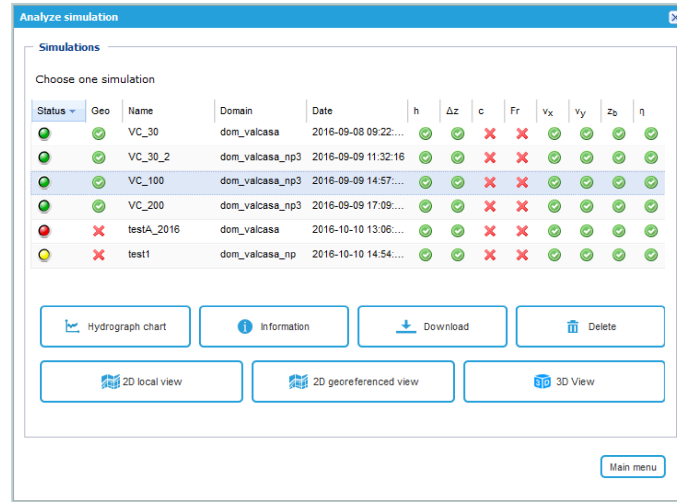 Analyze simulation
Simulations
Choose one simulation
Status Geo Name Domain Date h Δz c Fr vx vy zb η
VC_30 dom_valcasa 2016-09-08 09:22:...
VC_30_2 dom_valcasa_np3 2016-09-09 11:32:16
VC_100 dom_valcasa_np3 2016-09-09 14:57:...
VC_200 dom_valcasa_np3 2016-09-09 17:09:...
testA_2016 dom_valcasa 2016-10-10 13:06:...
test1 dom_valcasa_np 2016-10-10 14:54:...
Hydrograph chart Information Download Delete
2D local view 2D georeferenced view 3D View
Main menu